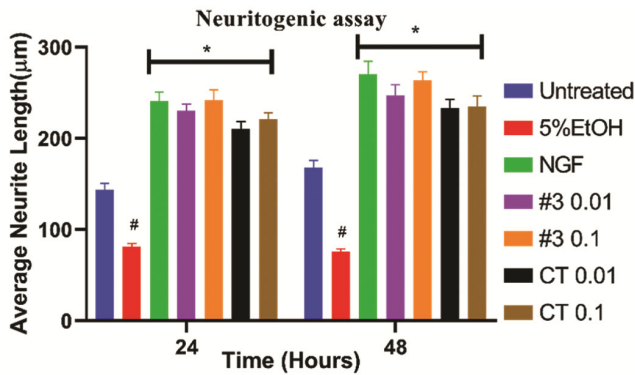 Neuritogenic assay
Average Neurite Length(μm)
300
200
100
0
*
*
#
#
24
48
Time (Hours)
Untreated
5%EtOH
NGF
#3 0.01
#3 0.1
CT 0.01
CT 0.1